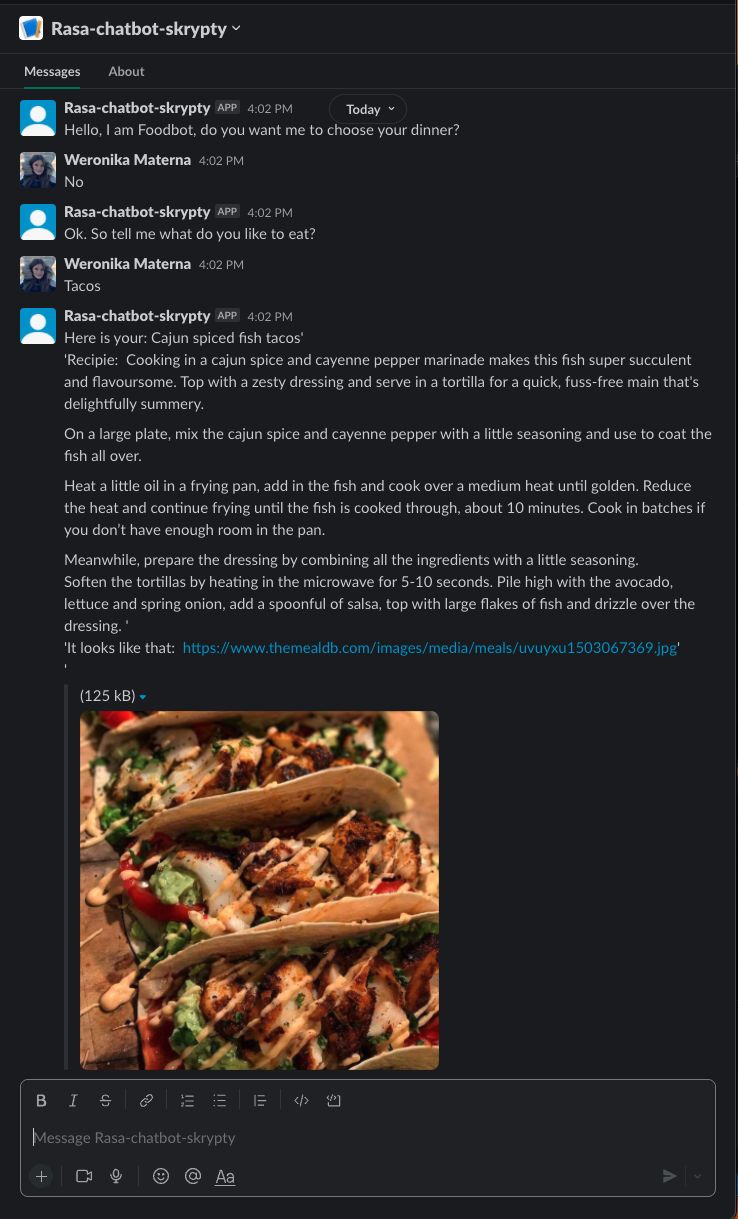 Rasa-chatbot-skrypty
Messages About
Rasa-chatbot-skrypty APP 4:02 PM
Today
Hello, I am Foodbot, do you want me to choose your dinner?
Weronika Materna 4:02 PM
No
Rasa-chatbot-skrypty APP 4:02 PM
Ok. So tell me what do you like to eat?
Weronika Materna 4:02 PM
Tacos
Rasa-chatbot-skrypty APP 4:02 PM
Here is your: Cajun spiced fish tacos'
'Recipie:  Cooking in a cajun spice and cayenne pepper marinade makes this fish super succulent
and flavoursome. Top with a zesty dressing and serve in a tortilla for a quick, fuss-free main that's
delightfully summery.
On a large plate, mix the cajun spice and cayenne pepper with a little seasoning and use to coat the
fish all over.
Heat a little oil in a frying pan, add in the fish and cook over a medium heat until golden. Reduce
the heat and continue frying until the fish is cooked through, about 10 minutes. Cook in batches if
you don’t have enough room in the pan.
Meanwhile, prepare the dressing by combining all the ingredients with a little seasoning.
Soften the tortillas by heating in the microwave for 5-10 seconds. Pile high with the avocado,
lettuce and spring onion, add a spoonful of salsa, top with large flakes of fish and drizzle over the
dressing. '
'It looks like that:  https://www.themealdb.com/images/media/meals/uvuyxu1503067369.jpg'
'
(125 kB)
B I S
Message Rasa-chatbot-skrypty
Aa